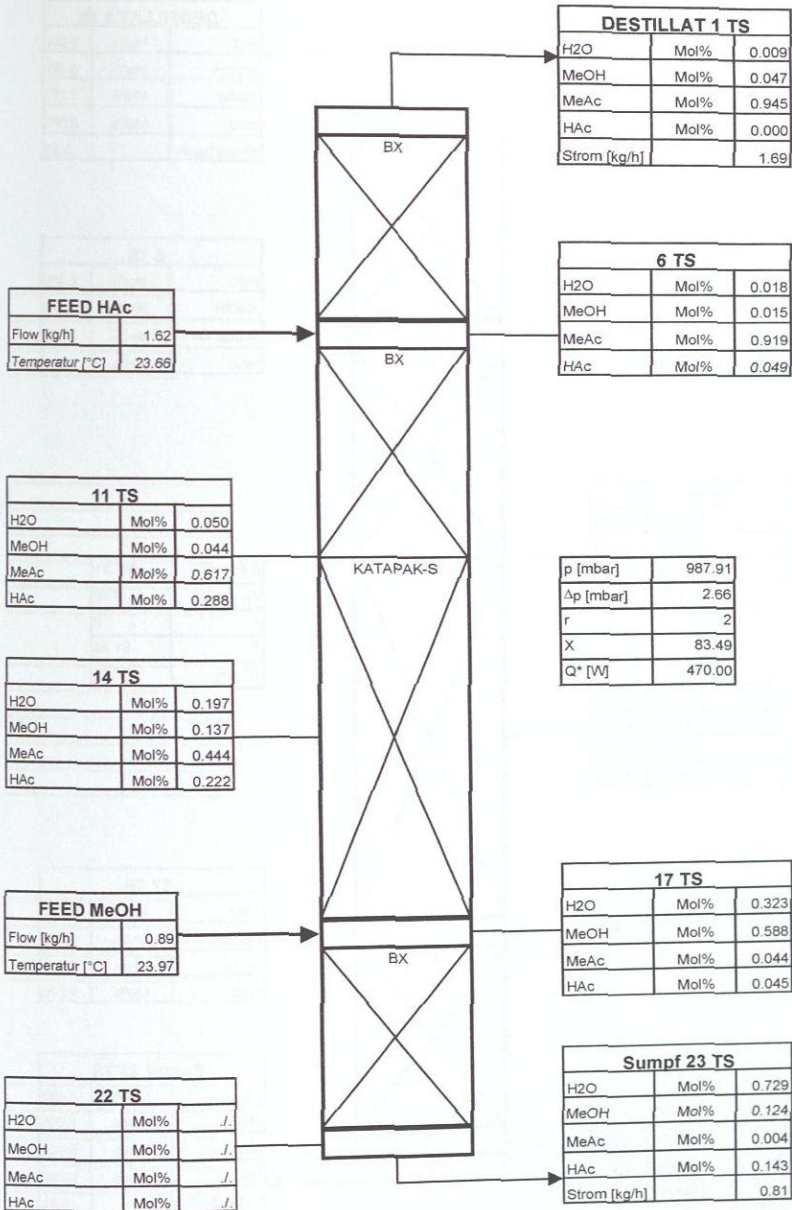 DESTILLAT 1 TS
H2O Mol% 0.009
MeOH Mol% 0.047
MeAc Mol% 0.945
HAc Mol% 0.000
Strom [kg/h] 1.69
BX
6 TS
H2O Mol% 0.018
MeOH Mol% 0.015
MeAc Mol% 0.919
HAc Mol% 0.049
FEED HAc
Flow [kg/h] 1.62
Temperatur [°C] 23.66
BX
11 TS
H2O Mol% 0.050
MeOH Mol% 0.044
MeAc Mol% 0.617
HAc Mol% 0.288
KATAPAK-S
p [mbar] 987.91
Δp [mbar] 2.66
r 2
X 83.49
Q* [W] 470.00
14 TS
H2O Mol% 0.197
MeOH Mol% 0.137
MeAc Mol% 0.444
HAc Mol% 0.222
FEED MeOH
Flow [kg/h] 0.89
Temperatur [°C] 23.97
17 TS
H2O Mol% 0.323
MeOH Mol% 0.588
MeAc Mol% 0.044
HAc Mol% 0.045
BX
22 TS
H2O Mol% ./.
MeOH Mol% ./.
MeAc Mol% ./.
HAc Mol% ./.
Sumpf 23 TS
H2O Mol% 0.729
MeOH Mol% 0.124
MeAc Mol% 0.004
HAc Mol% 0.143
Strom [kg/h] 0.81